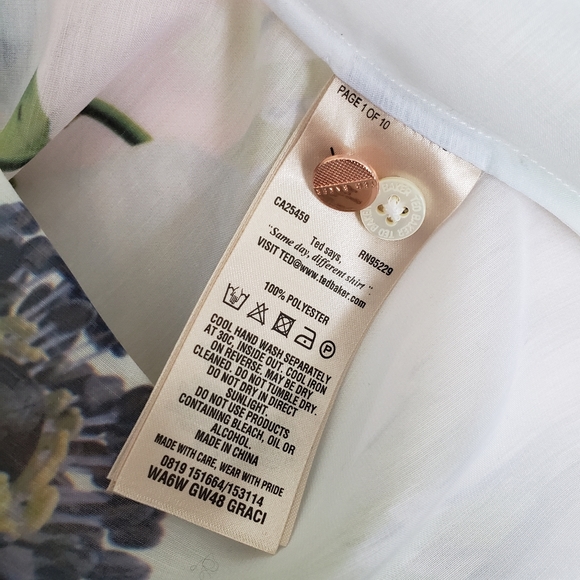 PAGE 1 OF 10
TED BAKER
CA25459
RN95229
Ted says,
"Same day, different shirt"
VISIT TED@www.tedbaker.com
100% POLYESTER
P
COOL HAND WASH SEPARATELY
AT 30C, INSIDE OUT, COOL IRON
ON REVERSE. MAY BE DRY
CLEANED. DO NOT TUMBLE DRY.
DO NOT DRY IN DIRECT
SUNLIGHT.
DO NOT USE PRODUCTS
CONTAINING BLEACH, OIL OR
ALCOHOL.
MADE IN CHINA
MADE WITH CARE, WEAR WITH PRIDE
0819 151664/153114
WA6W GW48 GRACI